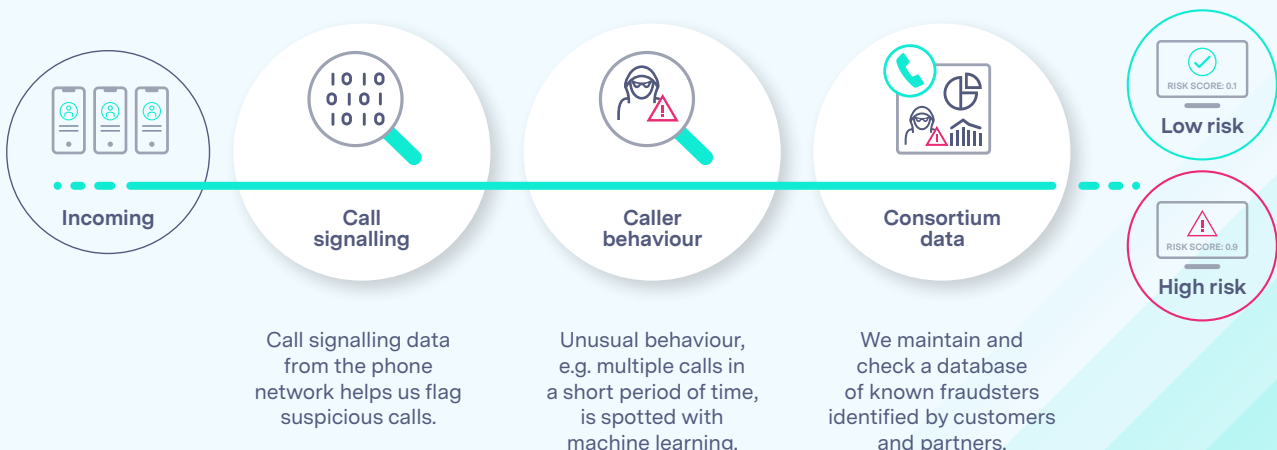 Incoming
1010
0101
1010
Call
signalling
Call signalling data
from the phone
network helps us flag
suspicious calls.
Caller
behaviour
Unusual behaviour,
e.g. multiple calls in
a short period of time,
is spotted with
machine learning.
Consortium
data
We maintain and
check a database
of known fraudsters
identified by customers
and partners.
RISK SCORE: 0.1
Low risk
RISK SCORE: 0.9
High risk